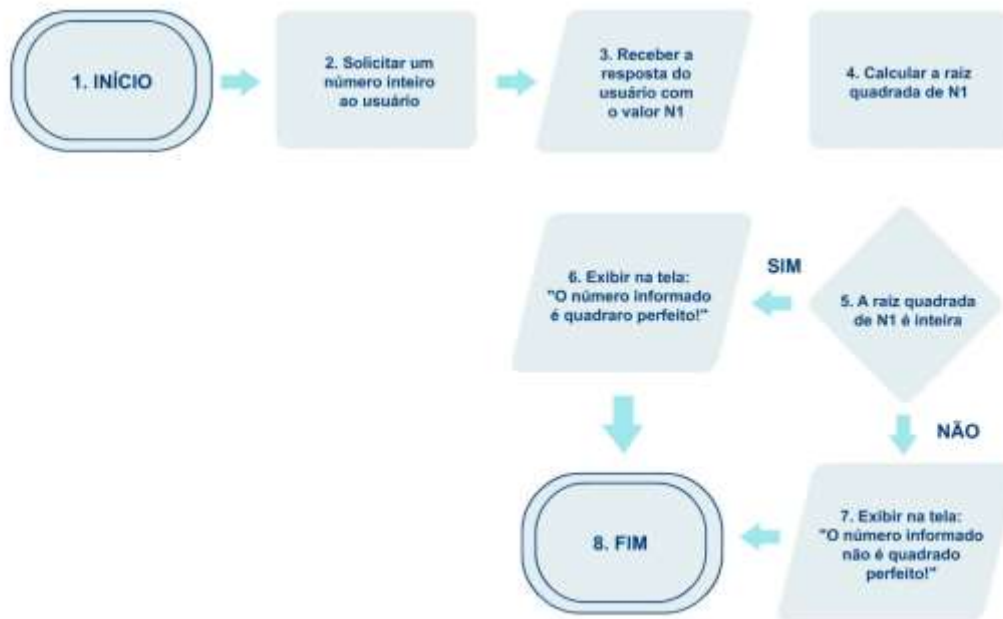 1. INÍCIO
2. Solicitar um
número inteiro
ao usuário
3. Receber a
resposta do
usuário com
o valor N1
4. Calcular a raiz
quadrada de N1
5. A raiz quadrada
de N1 é inteira
SIM
6. Exibir na tela:
"O número informado
é quadraro perfeito!"
NÃO
7. Exibir na tela:
"O número informado
não é quadrado
perfeito!"
8. FIM